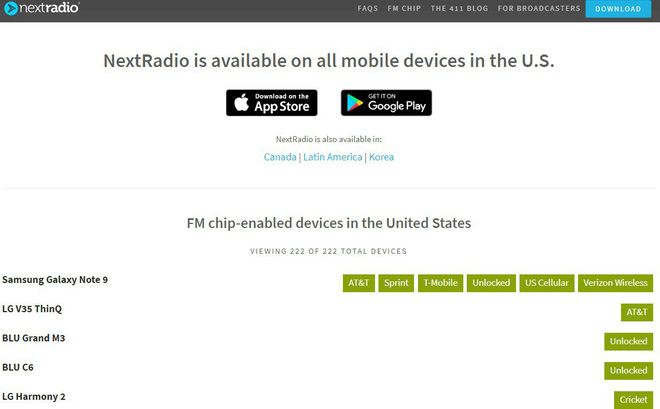 nextradio
FAQS FM CHIP THE 411 BLOG FOR BROADCASTERS DOWNLOAD
NextRadio is available on all mobile devices in the U.S.
Download on the
App Store
GET IT ON
Google Play
NextRadio is also available in:
Canada | Latin America | Korea
FM chip-enabled devices in the United States
VIEWING 222 OF 222 TOTAL DEVICES
Samsung Galaxy Note 9 AT&T Sprint T-Mobile Unlocked US Cellular Verizon Wireless
LG V35 ThinQ AT&T
BLU Grand M3 Unlocked
BLU C6 Unlocked
LG Harmony 2 Cricket